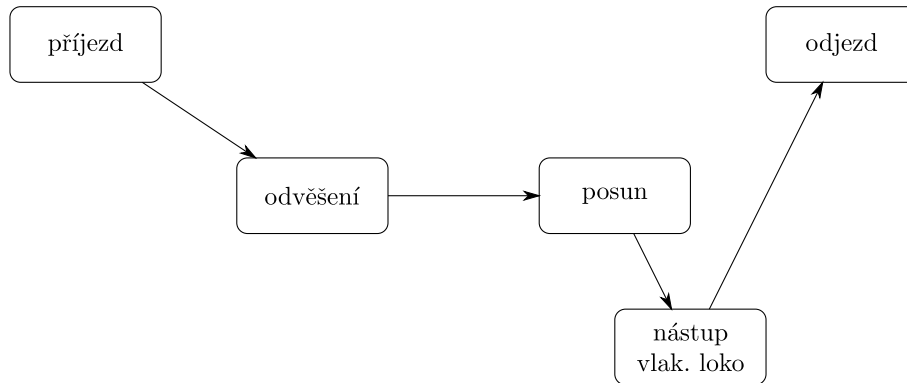 příjezd
odjezd
odvěšení
posun
nástup
vlak. loko